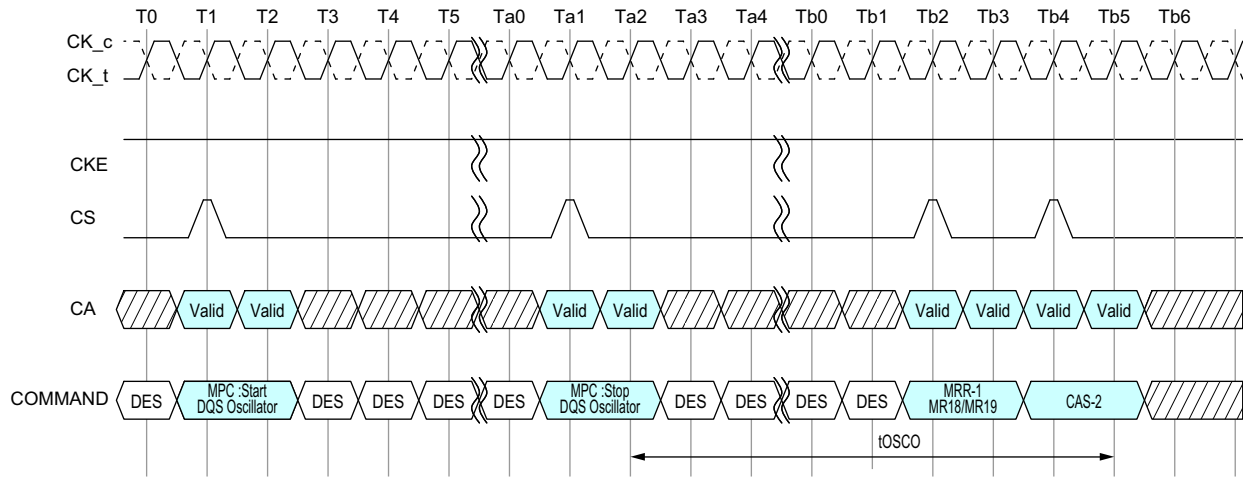 T0 T1 T2 T3 T4 T5 Ta0 Ta1 Ta2 Ta3 Ta4 Tb0 Tb1 Tb2 Tb3 Tb4 Tb5 Tb6
CK_c
CK_t
CKE
CS
CA Valid Valid Valid Valid Valid Valid Valid Valid
COMMAND DES MPC :Start DES DES DES DES MPC :Stop DES DES DES DES MRR-1 CAS-2
DQS Oscillator DQS Oscillator MR18/MR19
tOSCO